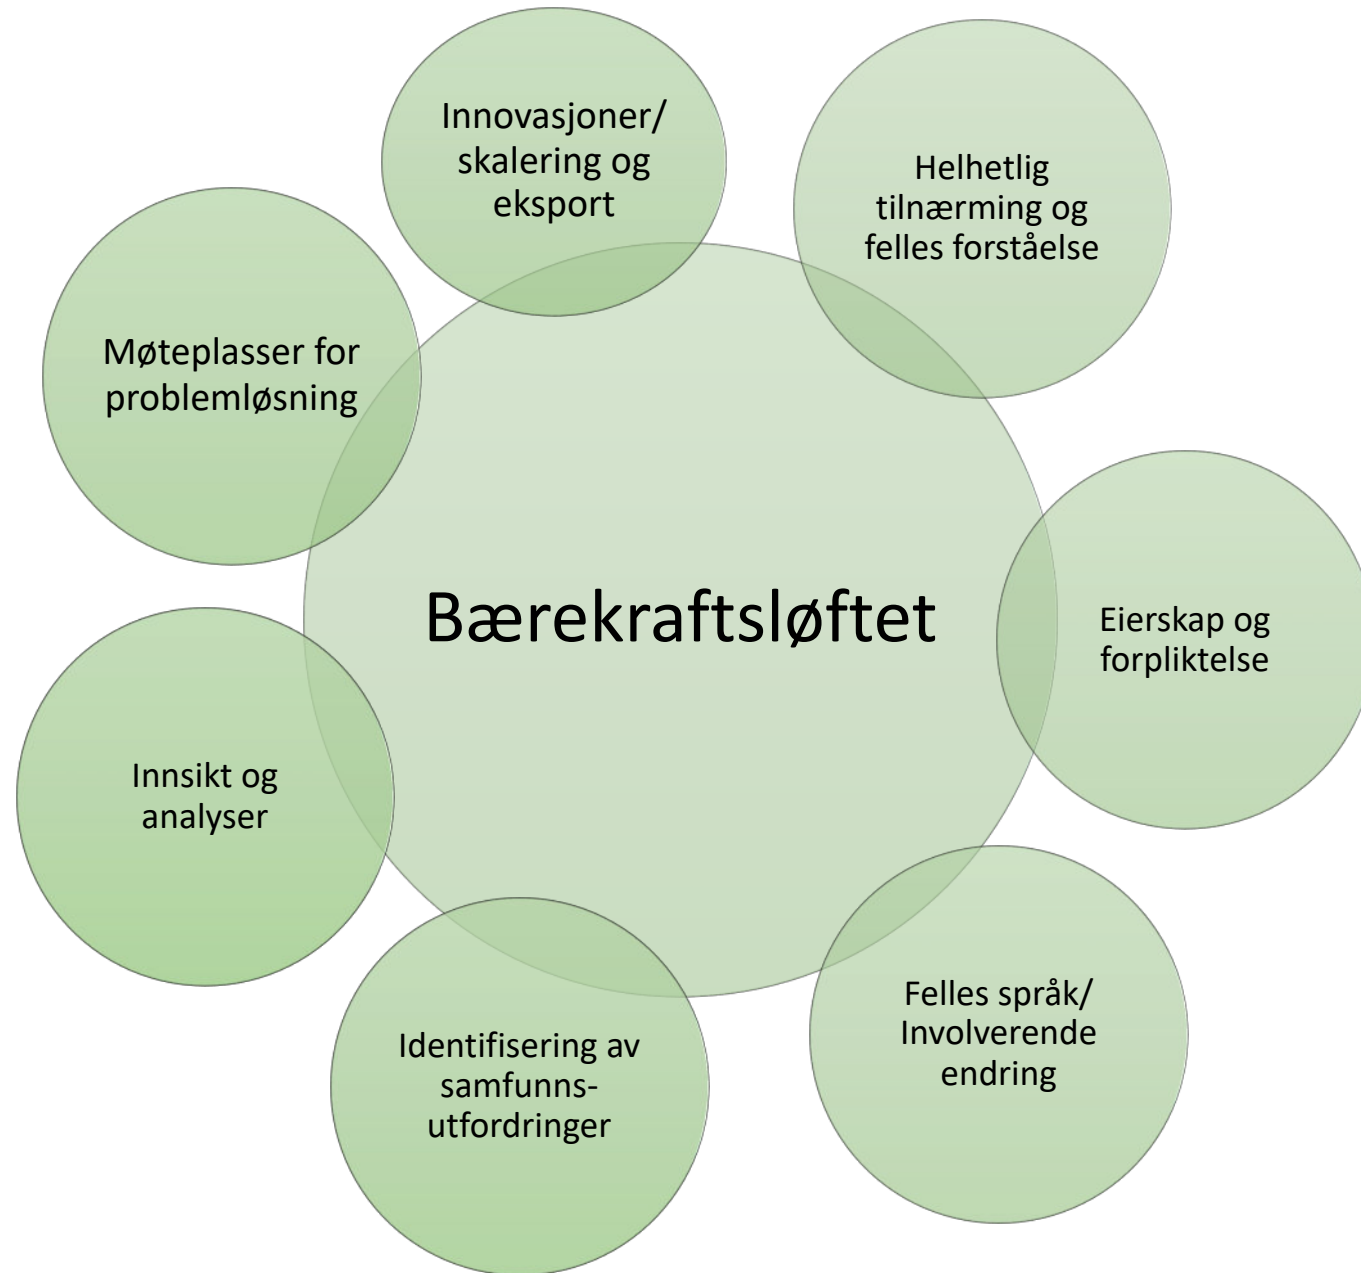 Innovasjoner/
skalering og
eksport
Helhetlig
tilnærming og
felles forståelse
Møteplasser for
problemløsning
Bærekraftsløftet
Eierskap og
forpliktelse
Innsikt og
analyser
Felles språk/
Involverende
endring
Identifisering av
samfunns-
utfordringer